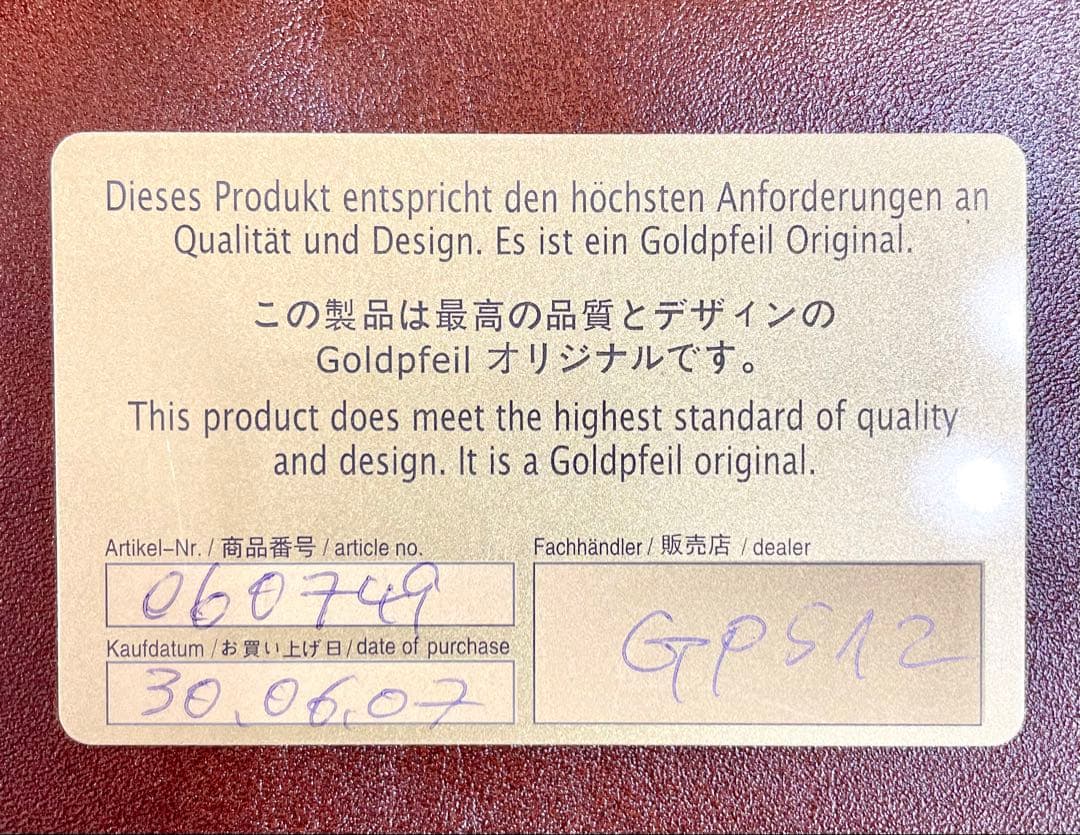 Dieses Produkt entspricht den höchsten Anforderungen an
Qualität und Design. Es ist ein Goldpfeil Original.
この製品は最高の品質とデザインの
Goldpfeil オリジナルです。
This product does meet the highest standard of quality
and design. It is a Goldpfeil original.
Artikel-Nr. / 商品番号 / article no.
060749
Kaufdatum / お買い上げ日 / date of purchase
30.06.07
Fachhändler / 販売店 / dealer
GPS12